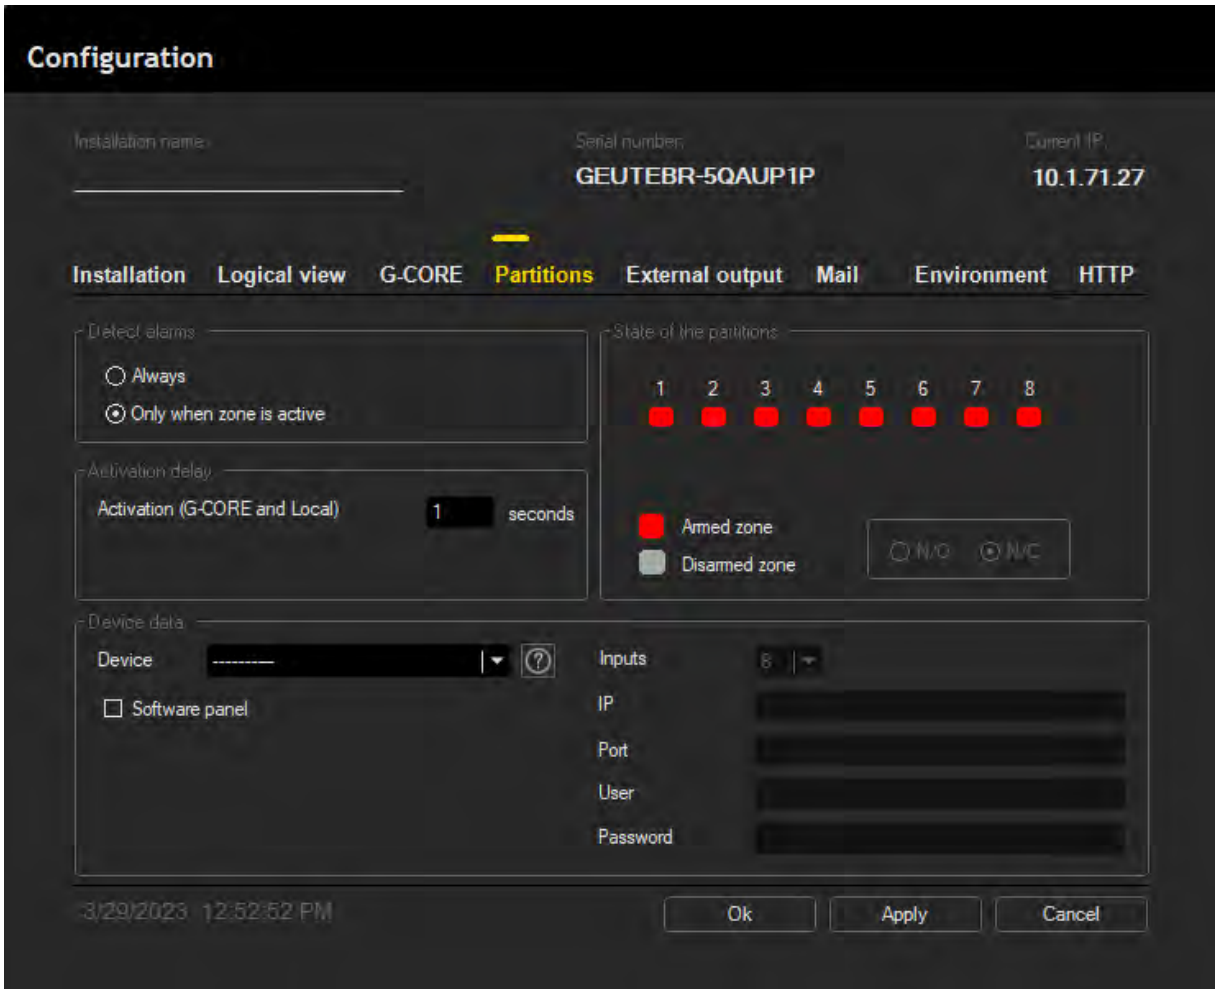 Configuration
Installation name: Serial number: Current IP:
GEUTEBR-5QAUP1P 10.1.71.27
Installation Logical view G-CORE Partitions External output Mail Environment HTTP
Detect alarms State of the partitions
Always
1 2 3 4 5 6 7 8
Only when zone is active
Activation delay
Activation (G-CORE and Local) 1 seconds
Armed zone
N/O N/C
Disarmed zone
Device data
Device ---------- ? Inputs 8
Software panel IP
Port
User
Password
3/29/2023 12:52:52 PM Ok Apply Cancel